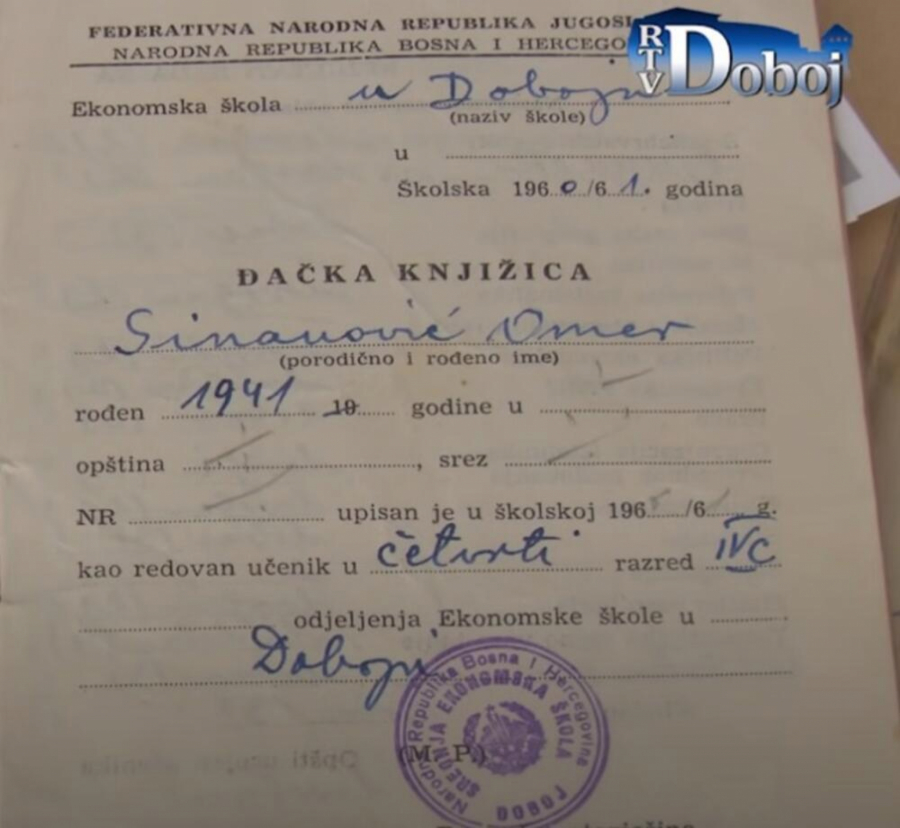 FEDERATIVNA NARODNA REPUBLIKA JUGOSL
NARODNA REPUBLIKA BOSNA I HERCEGO
RTV Doboj
Ekonomska škola u Doboju
(naziv škole)
u
Školska 1960/61. godina
ĐAČKA KNJIŽICA
Sinanović Omer
(porodično i rođeno ime)
rođen 1941 19 godine u
opština , srez
NR upisan je u školskoj 196 /6 g.
kao redovan učenik u četvrti razred IVc
odjeljenja Ekonomske škole u
Doboju
(M. P.)
Narodna Republika Bosna i Hercegovina
SREDNJA EKONOMSKA ŠKOLA
DOBOJ